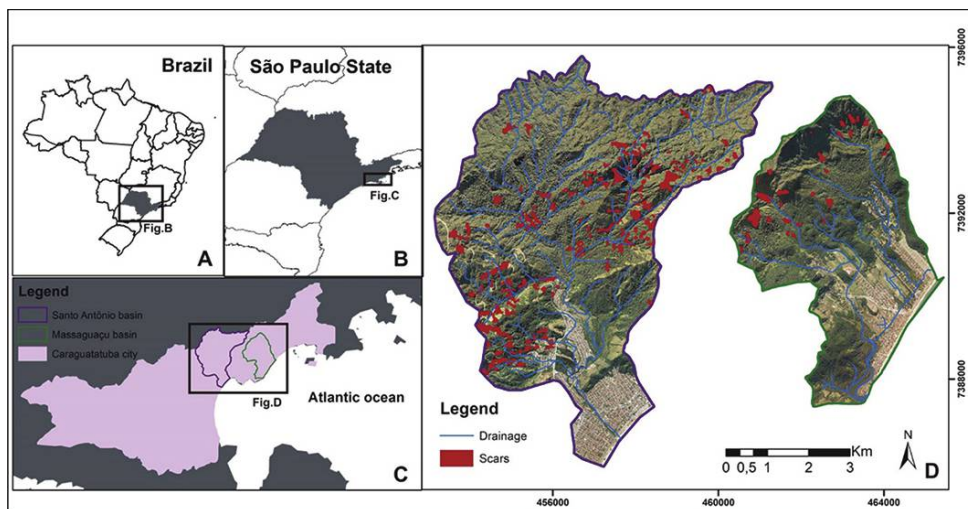 Brazil
Fig.B
A
São Paulo State
Fig.C
B
Legend
Santo Antônio basin
Massaguaçu basin
Caraguatatuba city
Fig.D
Atlantic ocean
C
Legend
Drainage
Scars
0 0,5 1 2 3
Km
N
D
7396000
7392000
7388000
456000 460000 464000